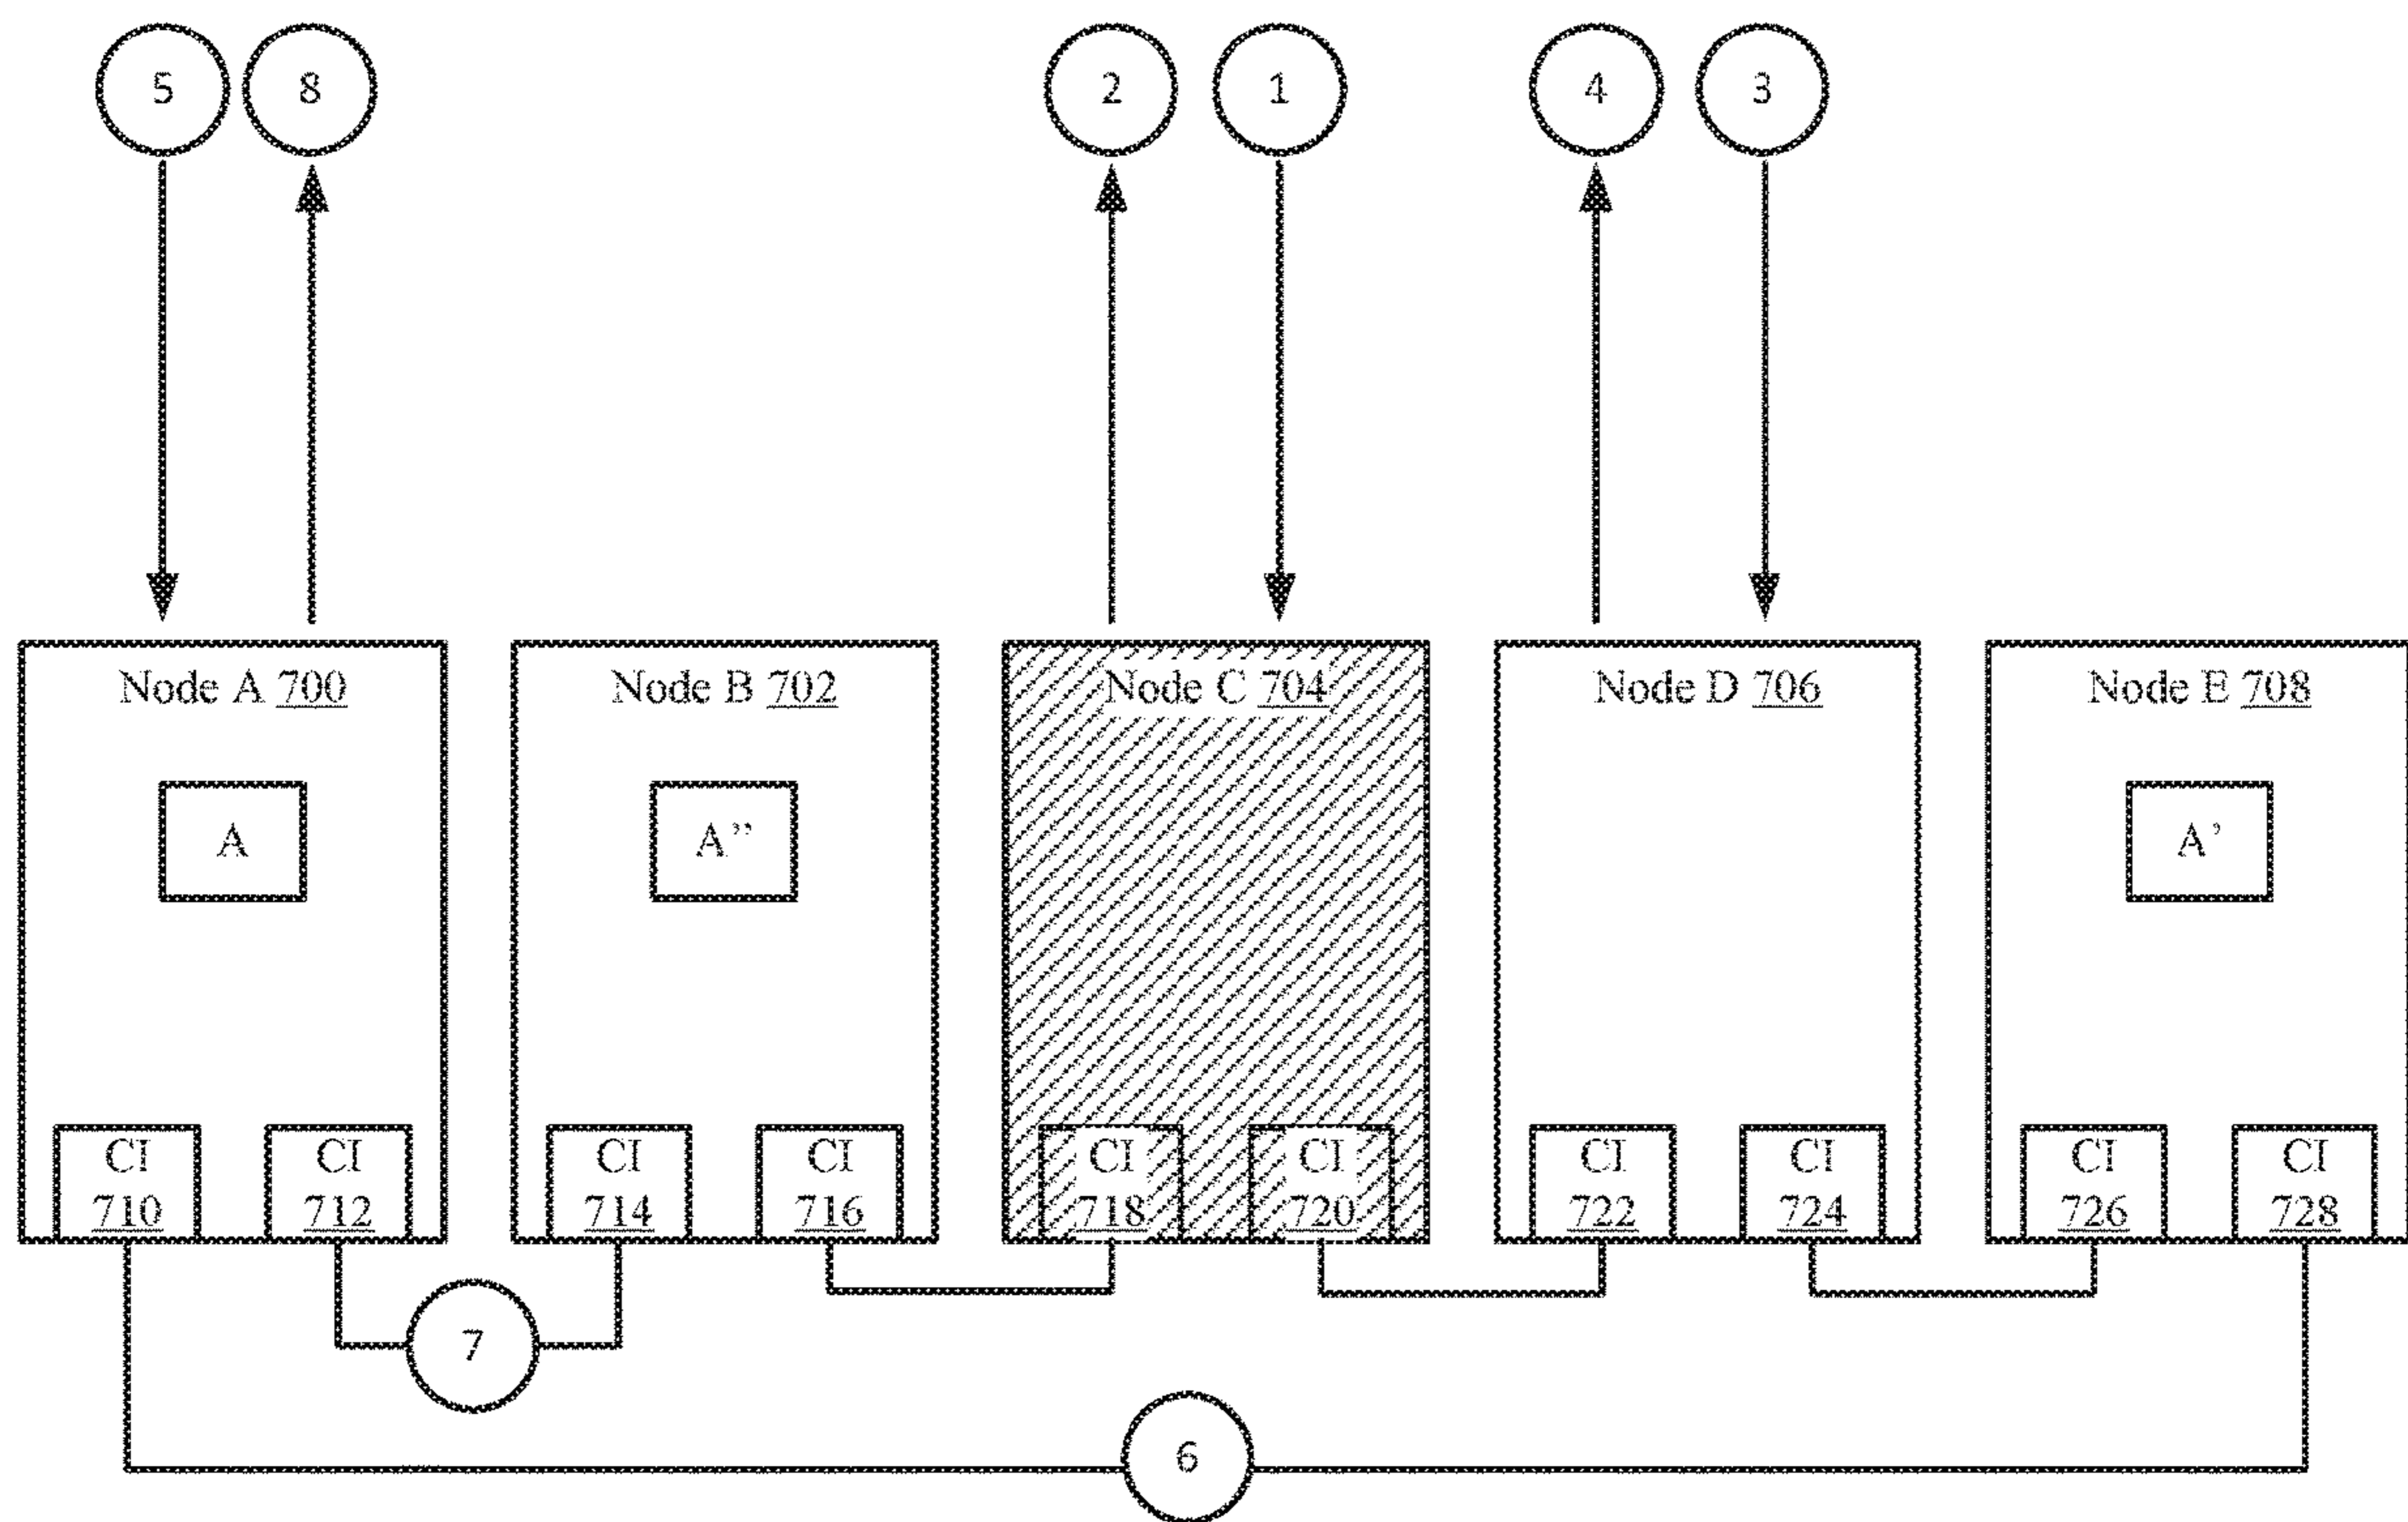 5 8 2 1 4 3
Node A 700 Node B 702 Node C 704 Node D 706 Node E 708
A A” A’
CI CI CI CI CI CI CI CI CI CI
710 712 714 716 718 720 722 724 726 728
7
6